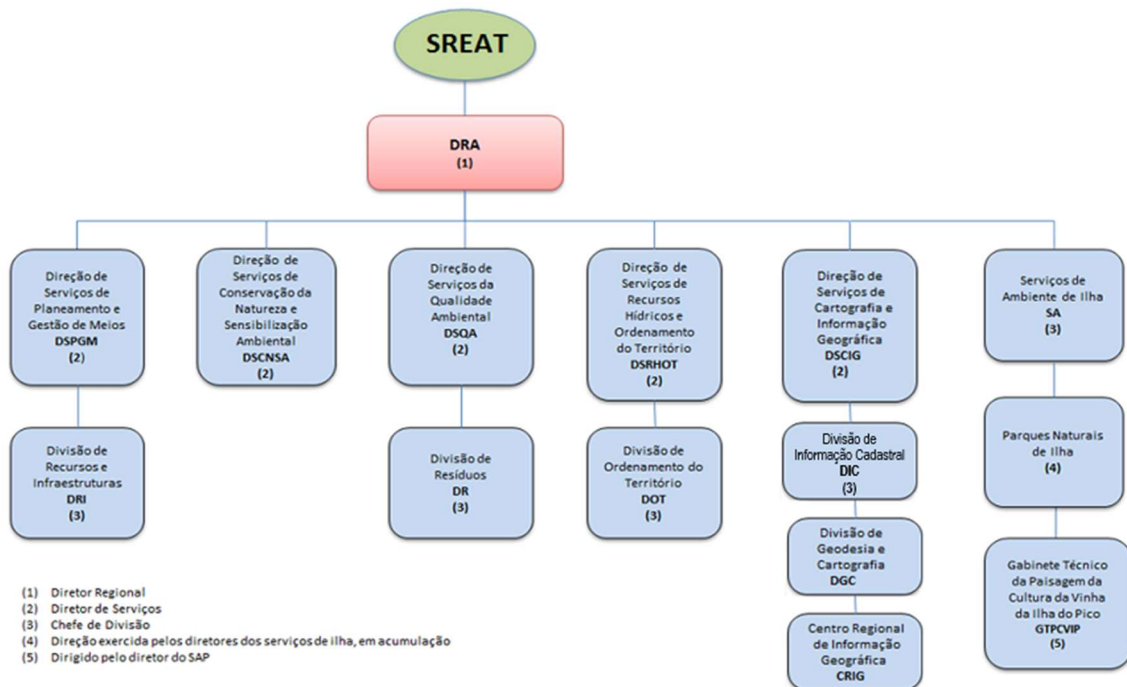 SREAT
DRA
(1)
Direção de
Serviços de
Planeamento e
Gestão de Meios
DSPGM
(2)
Direção de
Serviços de
Conservação da
Natureza e
Sensibilização
Ambiental
DSCNSA
(2)
Direção de
Serviços da
Qualidade
Ambiental
DSQA
(2)
Direção de
Serviços de
Recursos
Hídricos e
Ordenamento
do Território
DSRHOT
(2)
Direção de
Serviços de
Cartografia e
Informação
Geográfica
DSCIG
(2)
Serviços de
Ambiente de Ilha
SA
(3)
Divisão de
Recursos e
Infraestruturas
DRI
(3)
Divisão de
Resíduos
DR
(3)
Divisão de
Ordenamento do
Território
DOT
(3)
Divisão de
Informação Cadastral
DIC
(3)
Parques Naturais
de Ilha
(4)
Divisão de
Geodesia e
Cartografia
DGC
Gabinete Técnico
da Paisagem da
Cultura da Vinha
da Ilha do Pico
GTPCVIP
(5)
Centro Regional
de Informação
Geográfica
CRIG
(1) Diretor Regional
(2) Diretor de Serviços
(3) Chefe de Divisão
(4) Direção exercida pelos diretores dos serviços de ilha, em acumulação
(5) Dirigido pelo diretor do SAP